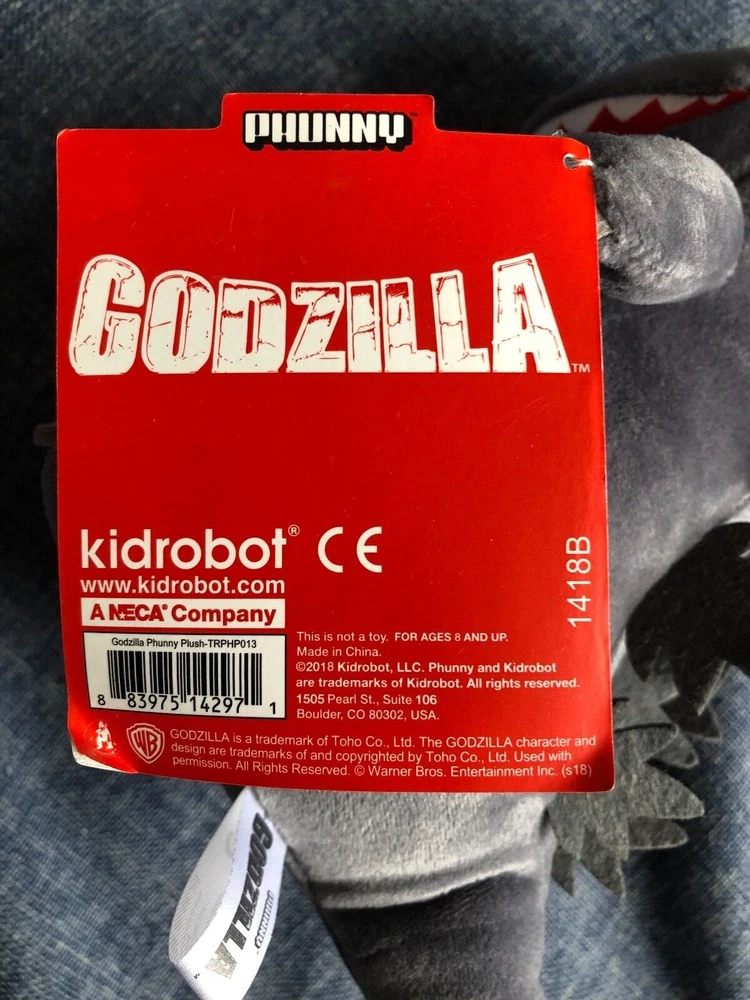 PHUNNY™
GODZILLA™
kidrobot® CE
www.kidrobot.com
A NECA® Company
1418B
Godzilla Phunny Plush-TRPHP013
8 83975 14297 1
This is not a toy. FOR AGES 8 AND UP.
Made in China.
©2018 Kidrobot, LLC. Phunny and Kidrobot
are trademarks of Kidrobot. All rights reserved.
1505 Pearl St., Suite 106
Boulder, CO 80302, USA.
WB
GODZILLA is a trademark of Toho Co., Ltd. The GODZILLA character and
design are trademarks of and copyrighted by Toho Co., Ltd. Used with
permission. All Rights Reserved. © Warner Bros. Entertainment Inc. (s18)
GODZILLA
PHUNNY